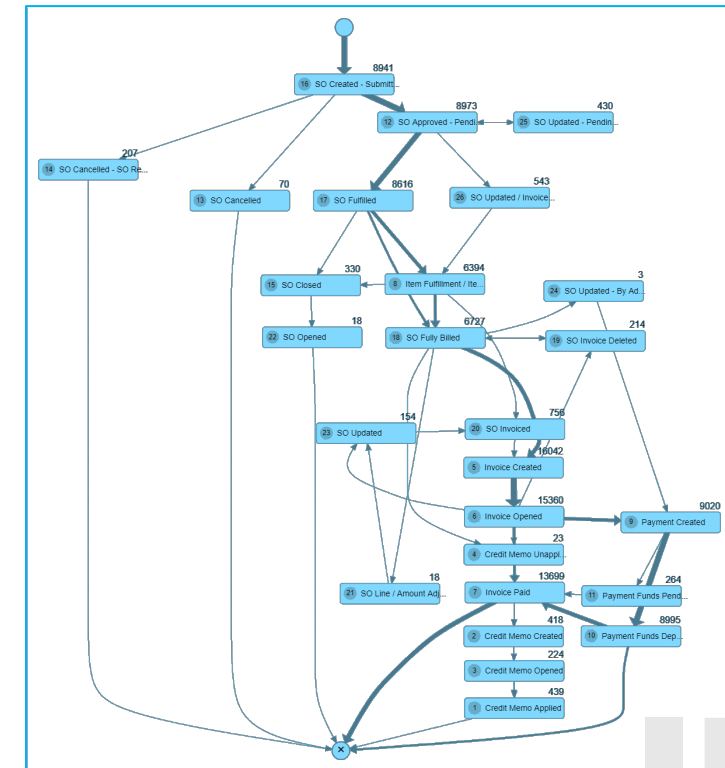 8941
16 SO Created - Submitt...
8973
12 SO Approved - Pendi...
430
25 SO Updated - Pendin...
207
14 SO Cancelled - SO Re...
70
13 SO Cancelled
8616
17 SO Fulfilled
543
26 SO Updated / Invoice...
330
15 SO Closed
6394
8 Item Fulfillment / Ite...
3
24 SO Updated - By Ad...
18
22 SO Opened
6727
18 SO Fully Billed
214
19 SO Invoice Deleted
154
23 SO Updated
756
20 SO Invoiced
16042
5 Invoice Created
15360
6 Invoice Opened
9020
9 Payment Created
23
4 Credit Memo Unappl...
18
21 SO Line / Amount Adj...
13699
7 Invoice Paid
264
11 Payment Funds Pend...
418
2 Credit Memo Created
8995
10 Payment Funds Dep...
224
3 Credit Memo Opened
439
1 Credit Memo Applied